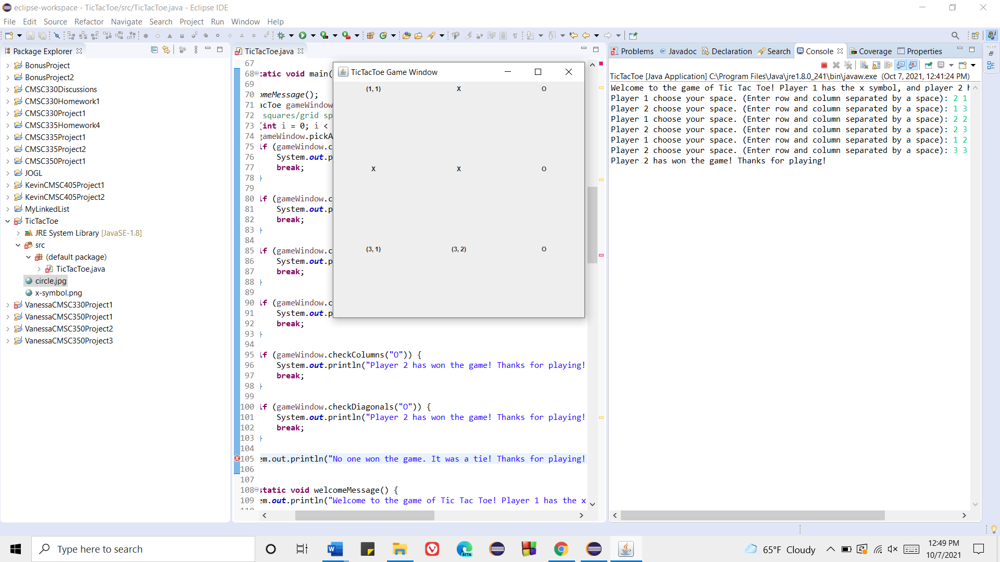 eclipse-workspace - TicTacToe/src/TicTacToe.java - Eclipse IDE
File Edit Source Refactor Navigate Search Project Run Window Help
Package Explorer
BonusProject
BonusProject2
CMSC330Discussions
CMSC330Homework1
CMSC330Project1
CMSC335Homework4
CMSC335Project1
CMSC335Project2
CMSC350Project1
JOGL
KevinCMSC405Project1
KevinCMSC405Project2
MyLinkedList
TicTacToe
JRE System Library [JavaSE-1.8]
src
(default package)
TicTacToe.java
circle.jpg
x-symbol.png
VanessaCMSC330Project1
VanessaCMSC350Project1
VanessaCMSC350Project2
VanessaCMSC350Project3
TicTacToe.java
67
68 tatic void main(
69
70 omeMessage();
71 acToe gameWindow
72 squares/grid sp
73 (int i = 0; i <
74 gameWindow.pickA
75 if (gameWindow.c
76 System.out.p
77 break;
78 }
79
80 if (gameWindow.c
81 System.out.p
82 break;
83 }
84
85 if (gameWindow.c
86 System.out.p
87 break;
88 }
89
90 if (gameWindow.c
91 System.out.p
92 break;
93 }
94
95 if (gameWindow.checkColumns("O")) {
96 System.out.println("Player 2 has won the game! Thanks for playing!
97 break;
98 }
99
100 if (gameWindow.checkDiagonals("O")) {
101 System.out.println("Player 2 has won the game! Thanks for playing!
102 break;
103 }
104
105 em.out.println("No one won the game. It was a tie! Thanks for playing!
106
107
108 static void welcomeMessage() {
109 em.out.println("Welcome to the game of Tic Tac Toe! Player 1 has the x
TicTacToe Game Window
(1, 1) X O
X X O
(3, 1) (3, 2) O
Problems @ Javadoc Declaration Search Console Coverage Properties
TicTacToe [Java Application] C:\Program Files\Java\jre1.8.0_241\bin\javaw.exe (Oct 7, 2021, 12:41:24 PM)
Welcome to the game of Tic Tac Toe! Player 1 has the x symbol, and player 2 h
Player 1 choose your space. (Enter row and column separated by a space): 2 1
Player 2 choose your space. (Enter row and column separated by a space): 1 3
Player 1 choose your space. (Enter row and column separated by a space): 2 2
Player 2 choose your space. (Enter row and column separated by a space): 2 3
Player 1 choose your space. (Enter row and column separated by a space): 1 2
Player 2 choose your space. (Enter row and column separated by a space): 3 3
Player 2 has won the game! Thanks for playing!
Type here to search
65°F Cloudy
12:49 PM
10/7/2021